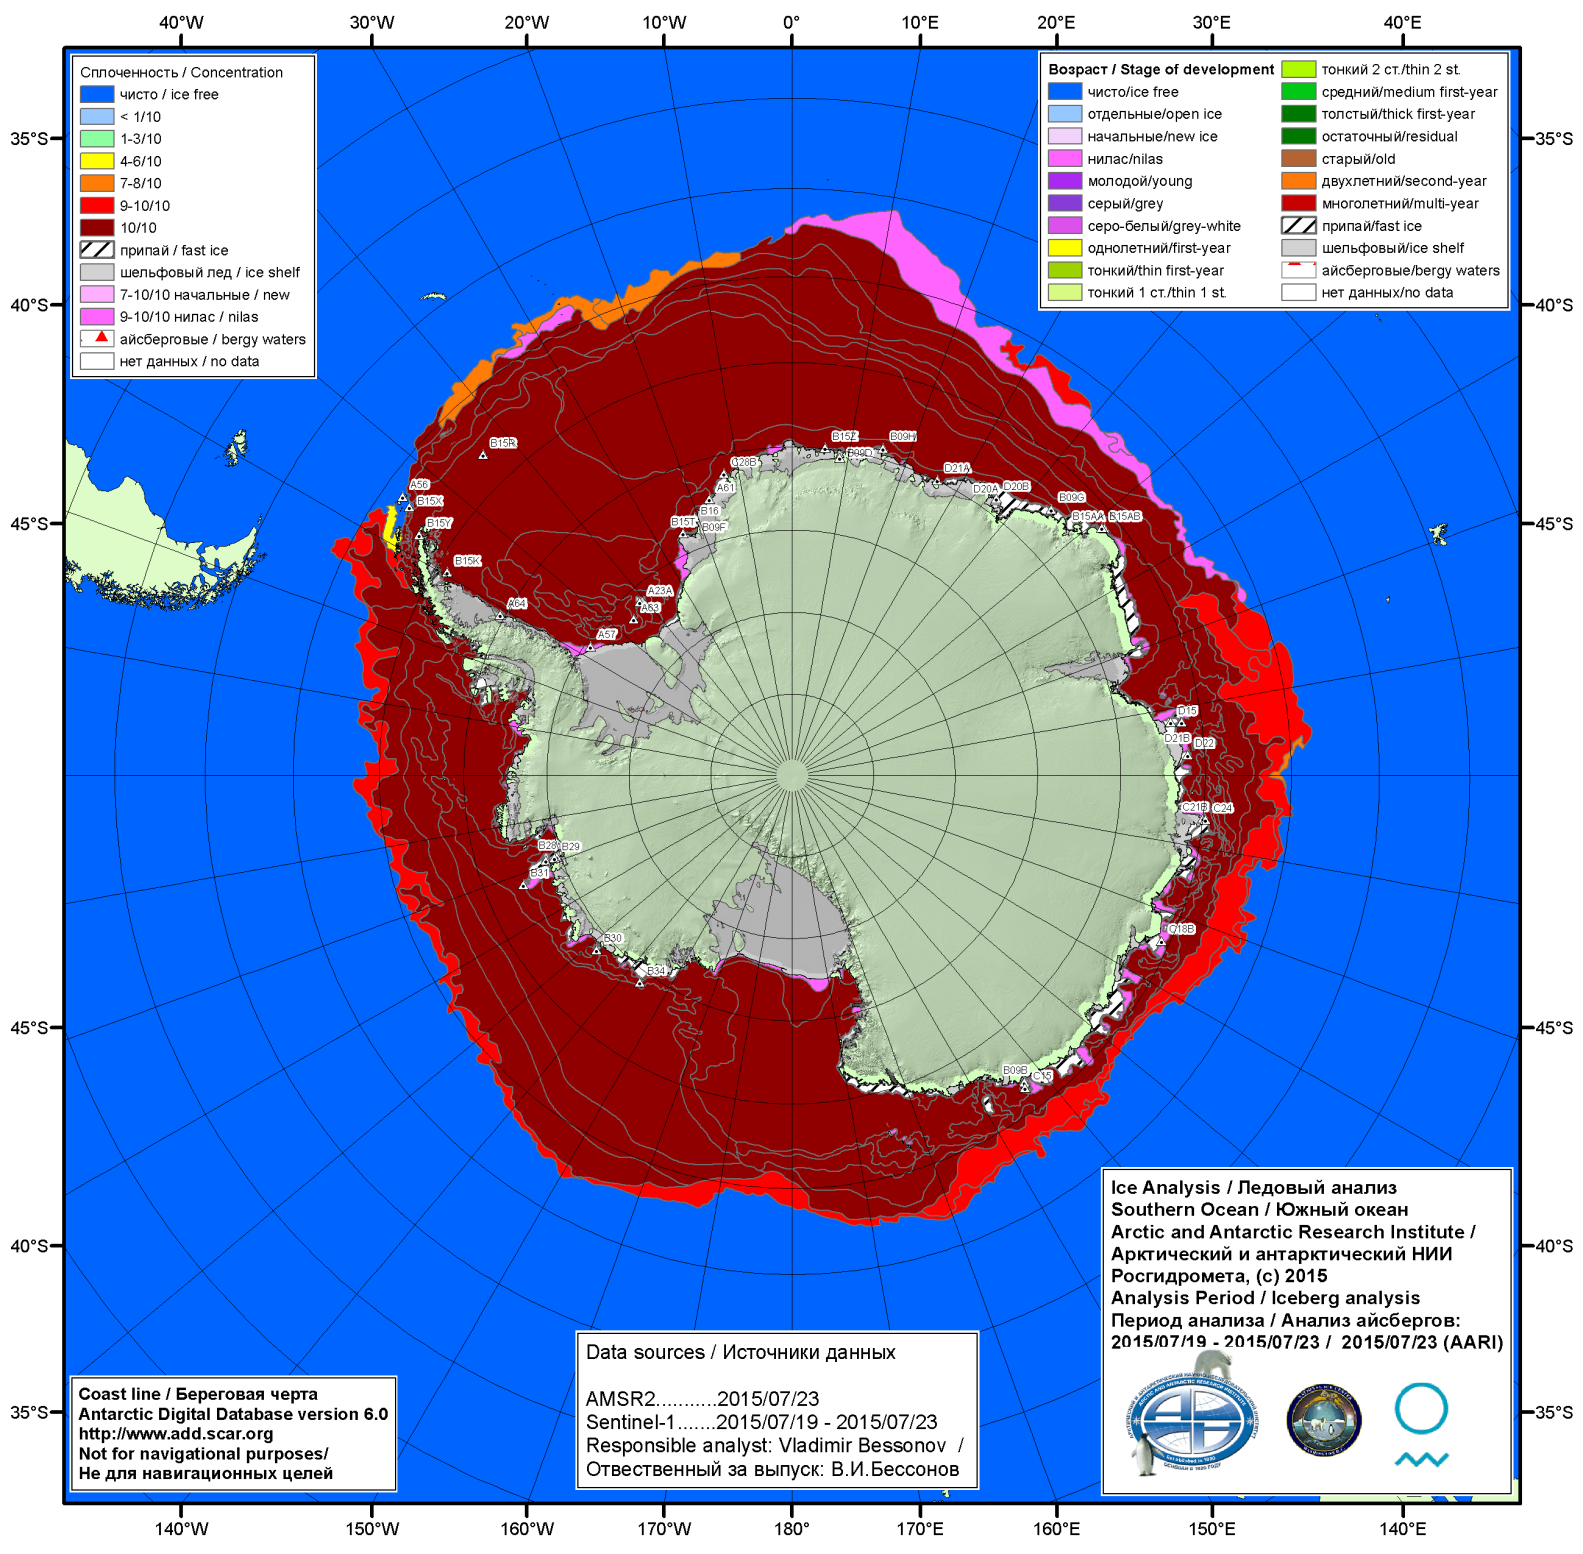 40°W
30°W
20°W
10°W
0°
10°E
20°E
30°E
40°E
35°S
40°S
45°S
45°S
40°S
35°S
35°S
40°S
45°S
45°S
40°S
35°S
Сплоченность / Concentration
чисто / ice free
< 1/10
1-3/10
4-6/10
7-8/10
9-10/10
10/10
припай / fast ice
шельфовый лед / ice shelf
7-10/10 начальные / new
9-10/10 нилас / nilas
айсберговые / bergy waters
нет данных / no data
Возраст / Stage of development
чисто/ice free
отдельные/open ice
начальные/new ice
нилас/nilas
молодой/young
серый/grey
серо-белый/grey-white
однолетний/first-year
тонкий/thin first-year
тонкий 1 ст./thin 1 st.
тонкий 2 ст./thin 2 st.
средний/medium first-year
толстый/thick first-year
остаточный/residual
старый/old
двухлетний/second-year
многолетний/multi-year
припай/fast ice
шельфовый/ice shelf
айсберговые/bergy waters
нет данных/no data
B15R
A56
B15X
B15Y
B15K
A64
A57
A23A
A63
C28B
A61
B16
B15T
B09F
B15Z
B09H
B09D
D21A
D20A
D20B
B09G
B15AA
B15AB
D15
D21B
D22
C21B
C24
C18B
B28
B29
B31
B30
B34
B09B
C15
Ice Analysis / Ледовый анализ
Southern Ocean / Южный океан
Arctic and Antarctic Research Institute /
Арктический и антарктический НИИ
Росгидромета, (c) 2015
Analysis Period / Iceberg analysis
Период анализа / Анализ айсбергов:
2015/07/19 - 2015/07/23 / 2015/07/23 (AARI)
Data sources / Источники данных
AMSR2...........2015/07/23
Sentinel-1.......2015/07/19 - 2015/07/23
Responsible analyst: Vladimir Bessonov /
Отвественный за выпуск: В.И.Бессонов
Coast line / Береговая черта
Antarctic Digital Database version 6.0
http://www.add.scar.org
Not for navigational purposes/
Не для навигационных целей
140°W
150°W
160°W
170°W
180°
170°E
160°E
150°E
140°E